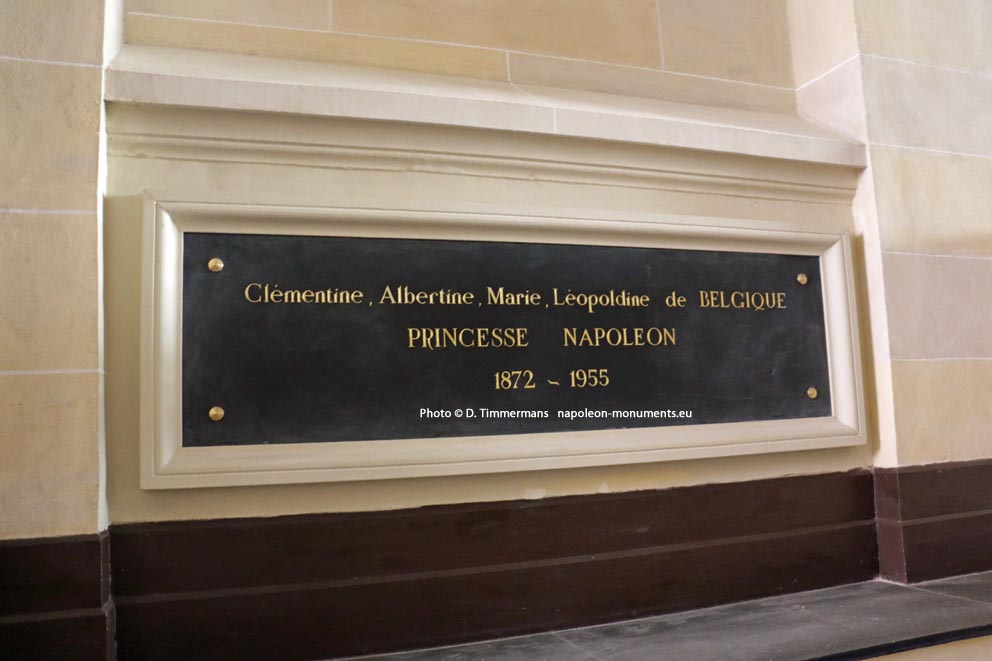 Clémentine, Albertine, Marie, Léopoldine de BELGIQUE
PRINCESSE NAPOLEON
1872 ~ 1955
Photo © D. Timmermans napoleon-monuments.eu